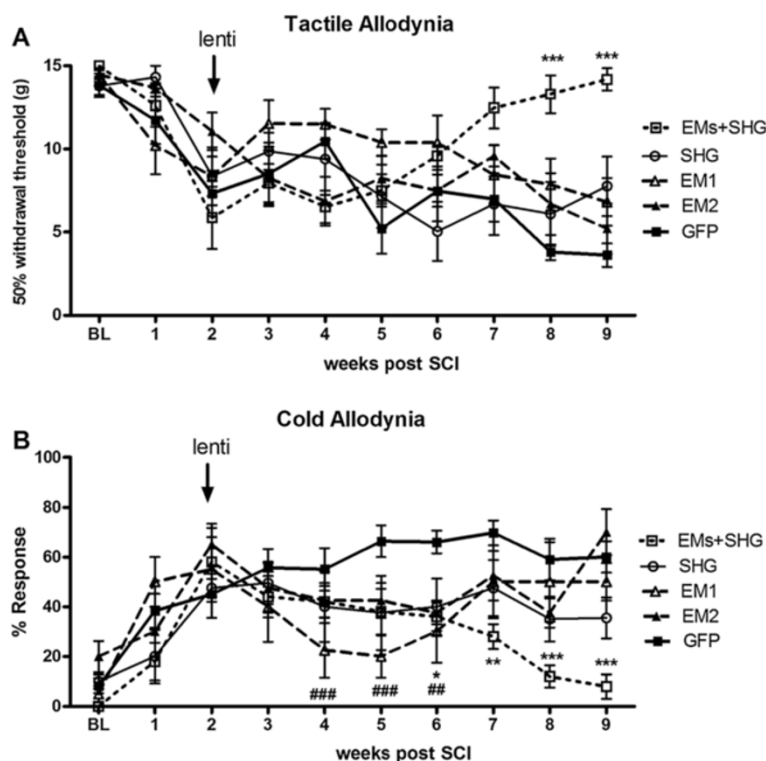 Tactile Allodynia
A
lenti
***
***
15
10
5
0
50% withdrawal threshold (g)
BL 1 2 3 4 5 6 7 8 9
weeks post SCI
EMs+SHG
SHG
EM1
EM2
GFP
Cold Allodynia
B
lenti
100
80
60
40
20
0
% Response
### ### * ## ** *** ***
BL 1 2 3 4 5 6 7 8 9
weeks post SCI
EMs+SHG
SHG
EM1
EM2
GFP